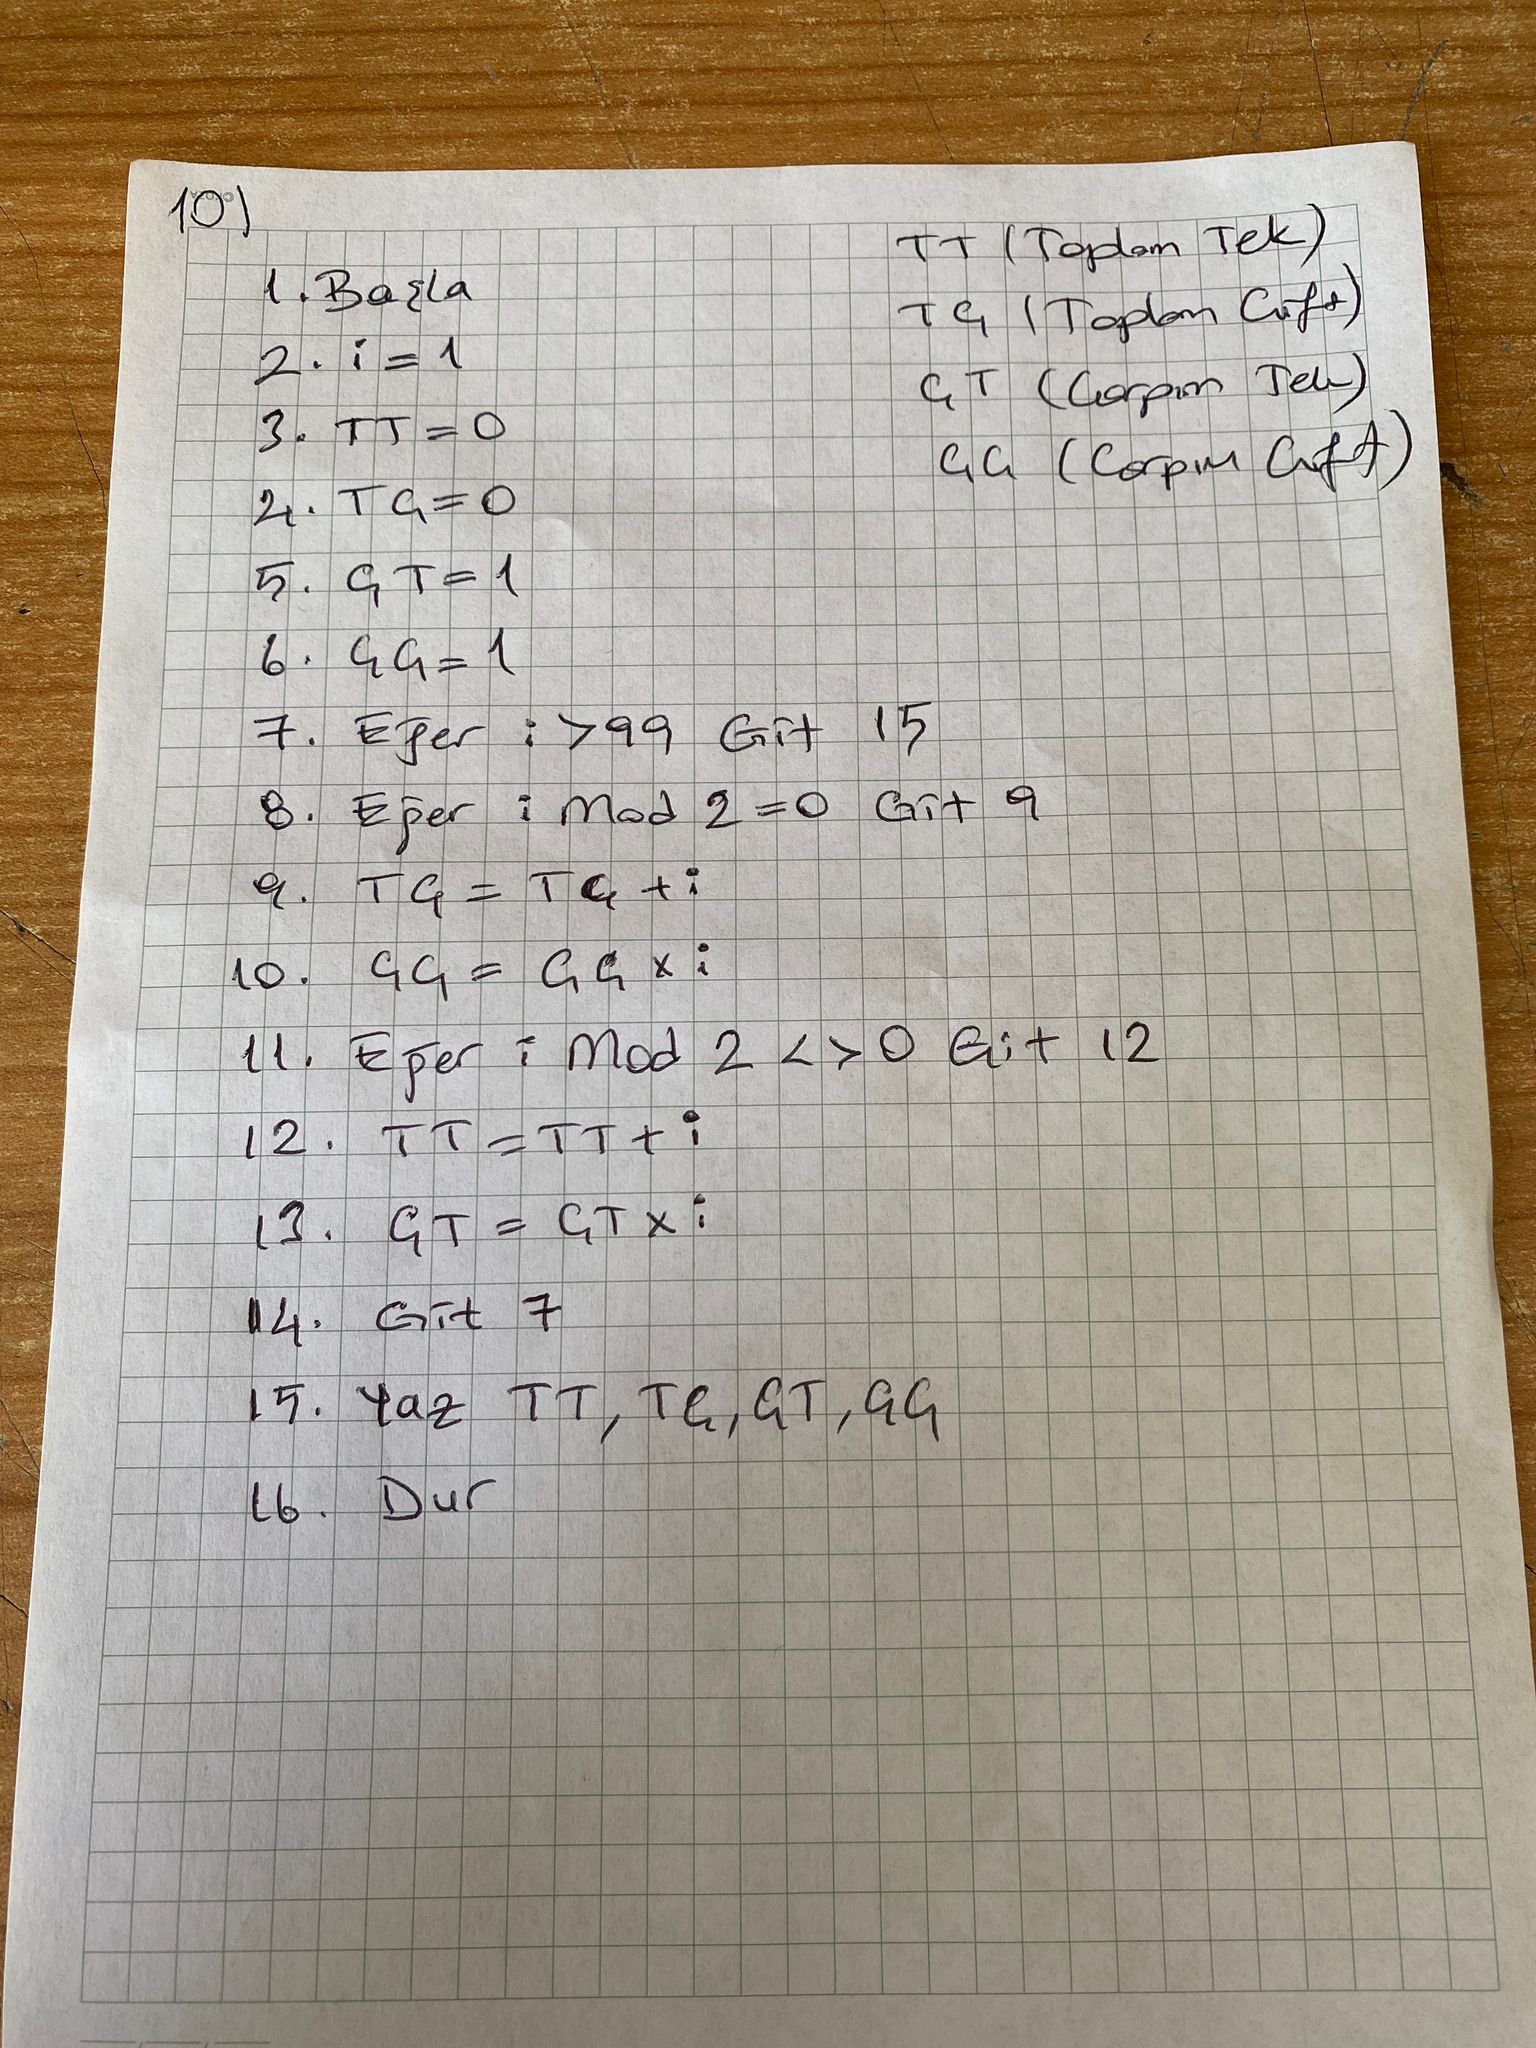 10)
TT (Toplam Tek)
TÇ (Toplam Çift)
ÇT (Çarpım Tek)
ÇÇ (Çarpım Çift)
1. Başla
2. i = 1
3. TT = 0
4. TÇ = 0
5. ÇT = 1
6. ÇÇ = 1
7. Eğer i > 99 Git 15
8. Eğer i Mod 2 = 0 Git 9
9. TÇ = TÇ + i
10. ÇÇ = ÇÇ x i
11. Eğer i Mod 2 < > 0 Git 12
12. TT = TT + i
13. ÇT = ÇT x i
14. Git 7
15. Yaz TT, TÇ, ÇT, ÇÇ
16. Dur